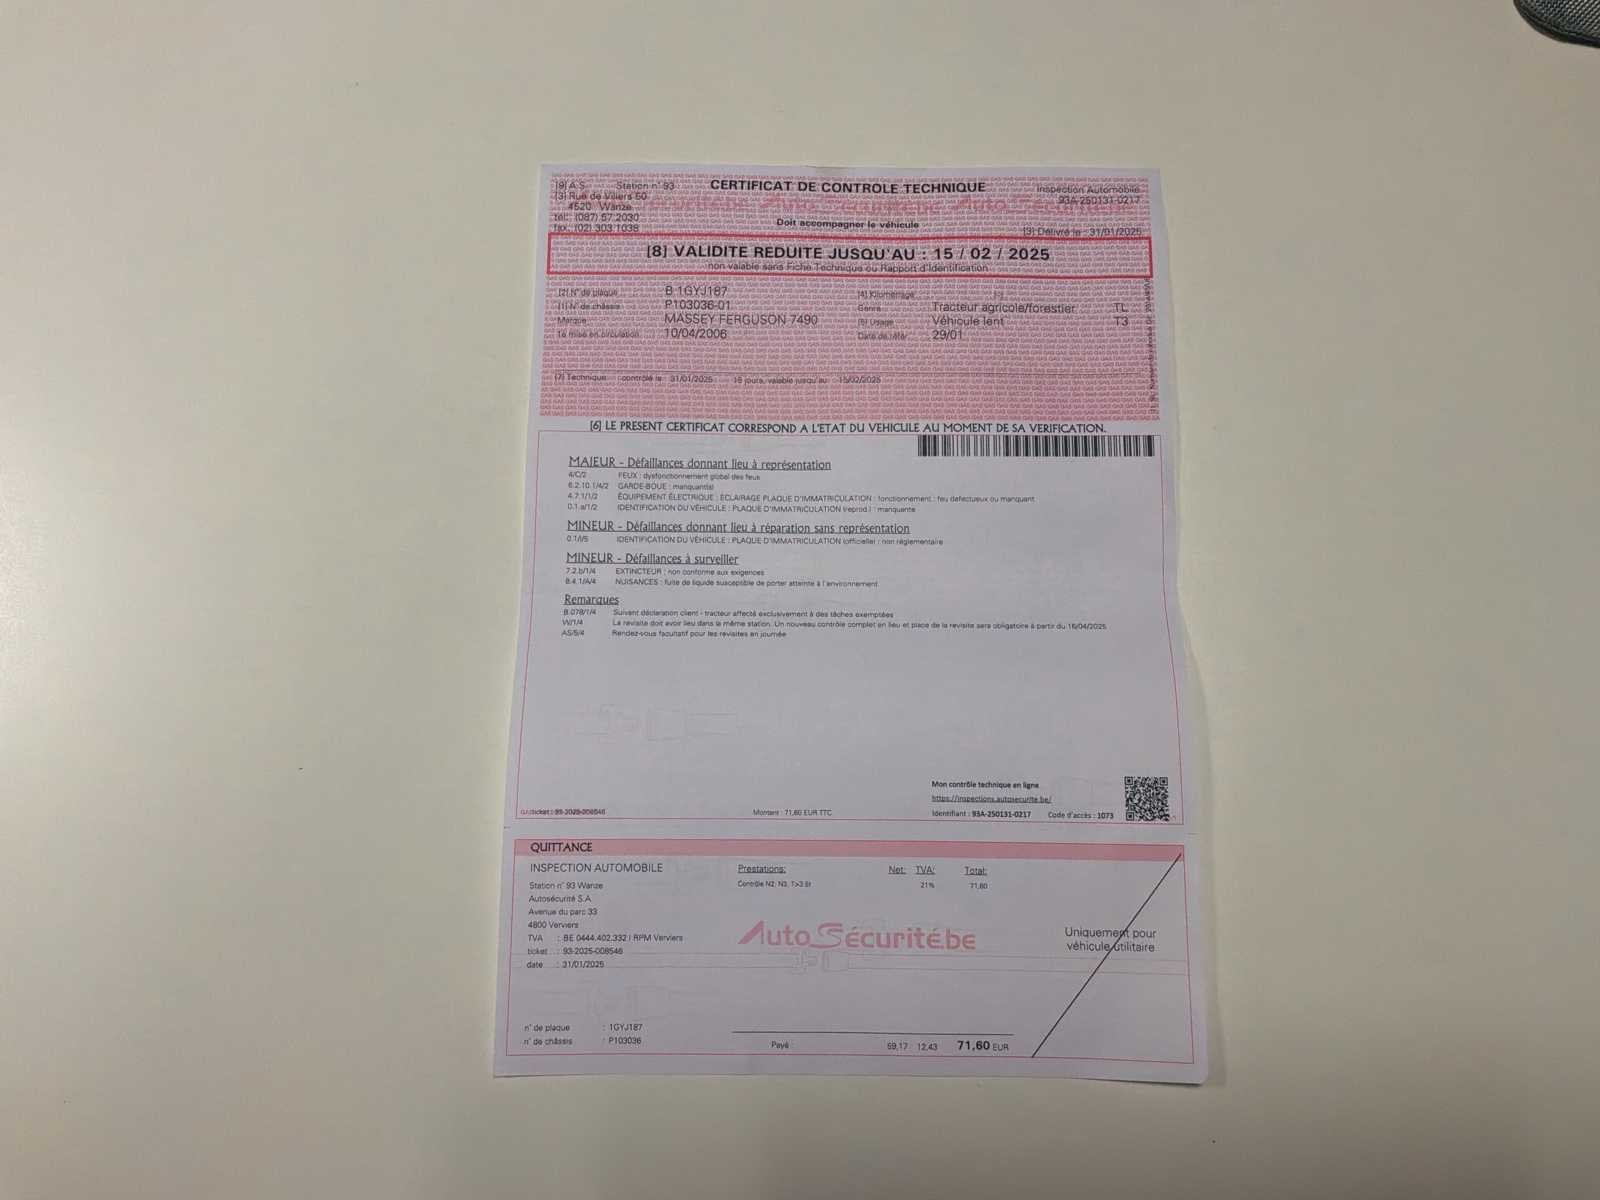 [9] A.S. Station n° 93
CERTIFICAT DE CONTROLE TECHNIQUE
Inspection Automobile
[3] Rue de Villers 50
93A-250131-0217
4520 Wanze
tél.: (087) 57.2030
Doit accompagner le véhicule
fax.: (02) 303 1038
[3] Délivré le : 31/01/2025
[8] VALIDITE REDUITE JUSQU'AU : 15 / 02 / 2025
non valable sans Fiche Technique ou Rapport d'Identification
[2] N° de plaque B 1GYJ187
[4] Kilométrage
[1] N° de châssis P103036-01
Genre Tracteur agricole/forestier TL
Marque MASSEY FERGUSON 7490
[5] Usage Véhicule lent T3
1e mise en circulation 10/04/2006
Date de réfé. 29/01
[7] Technique contrôlé le 31/01/2025 15 jours, valable jusqu'au 15/02/2025
[6] LE PRESENT CERTIFICAT CORRESPOND A L'ETAT DU VEHICULE AU MOMENT DE SA VERIFICATION.
MAJEUR - Défaillances donnant lieu à représentation
4/C/2 FEUX : dysfonctionnement global des feux
6.2.10.1/4/2 GARDE-BOUE : manquant(s)
4.7.1/1/2 ÉQUIPEMENT ÉLECTRIQUE : ÉCLAIRAGE PLAQUE D'IMMATRICULATION : fonctionnement : feu défectueux ou manquant
0.1.a/1/2 IDENTIFICATION DU VÉHICULE : PLAQUE D'IMMATRICULATION (reprod.) : manquante
MINEUR - Défaillances donnant lieu à réparation sans représentation
0.1/I/5 IDENTIFICATION DU VÉHICULE : PLAQUE D'IMMATRICULATION (officielle) : non réglementaire
MINEUR - Défaillances à surveiller
7.2.b/1/4 EXTINCTEUR : non conforme aux exigences
8.4.1/A/4 NUISANCES : fuite de liquide susceptible de porter atteinte à l'environnement
Remarques
B.078/1/4 Suivant déclaration client - tracteur affecté exclusivement à des tâches exemptées
W/1/4 La revisite doit avoir lieu dans la même station. Un nouveau contrôle complet en lieu et place de la revisite sera obligatoire à partir du 16/04/2025
AS/5/4 Rendez-vous facultatif pour les revisites en journée
Mon contrôle technique en ligne
https://inspections.autosecurite.be/
ticket : 93-2025-008546
Montant : 71,60 EUR TTC
Identifiant : 93A-250131-0217 Code d'accès : 1073
QUITTANCE
INSPECTION AUTOMOBILE
Prestations: Net: TVA: Total:
Station n° 93 Wanze
Contrôle N2, N3, T>3.5t 21% 71,60
Autosécurité S.A.
Avenue du parc 33
4800 Verviers
TVA : BE 0444.402.332 | RPM Verviers
ticket : 93-2025-008546
date : 31/01/2025
AutoSécurité.be
Uniquement pour
véhicule utilitaire
n° de plaque : 1GYJ187
n° de châssis : P103036
Payé : 59,17 12,43 71,60 EUR